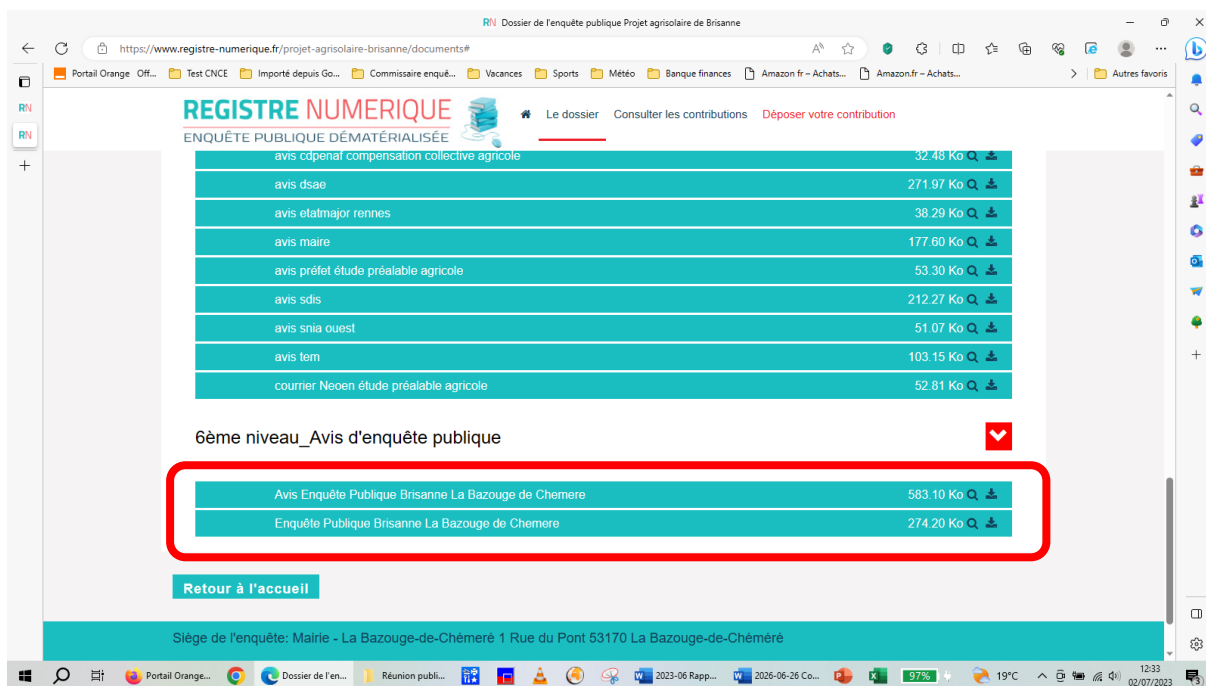 RN Dossier de l'enquête publique Projet agrisolaire de Brisanne
https://www.registre-numerique.fr/projet-agrisolaire-brisanne/documents#
Portail Orange Off... Test CNCE Importé depuis Go... Commissaire enquê... Vacances Sports Météo Banque finances Amazon fr – Achats... Amazon.fr – Achats... Autres favoris
REGISTRE NUMERIQUE
ENQUÊTE PUBLIQUE DÉMATÉRIALISÉE
Le dossier Consulter les contributions Déposer votre contribution
RN
RN
avis cdpenaf compensation collective agricole 32.48 Ko
avis dsae 271.97 Ko
avis etatmajor rennes 38.29 Ko
avis maire 177.60 Ko
avis préfet étude préalable agricole 53.30 Ko
avis sdis 212.27 Ko
avis snia ouest 51.07 Ko
avis tem 103.15 Ko
courrier Neoen étude préalable agricole 52.81 Ko
6ème niveau_Avis d'enquête publique
Avis Enquête Publique Brisanne La Bazouge de Chemere 583.10 Ko
Enquête Publique Brisanne La Bazouge de Chemere 274.20 Ko
Retour à l'accueil
Siège de l'enquête: Mairie - La Bazouge-de-Chémeré 1 Rue du Pont 53170 La Bazouge-de-Chéméré
Portail Orange... Dossier de l'en... Réunion publi... 2023-06 Rapp... 2026-06-26 Co... 97% 19°C 12:33
02/07/2023